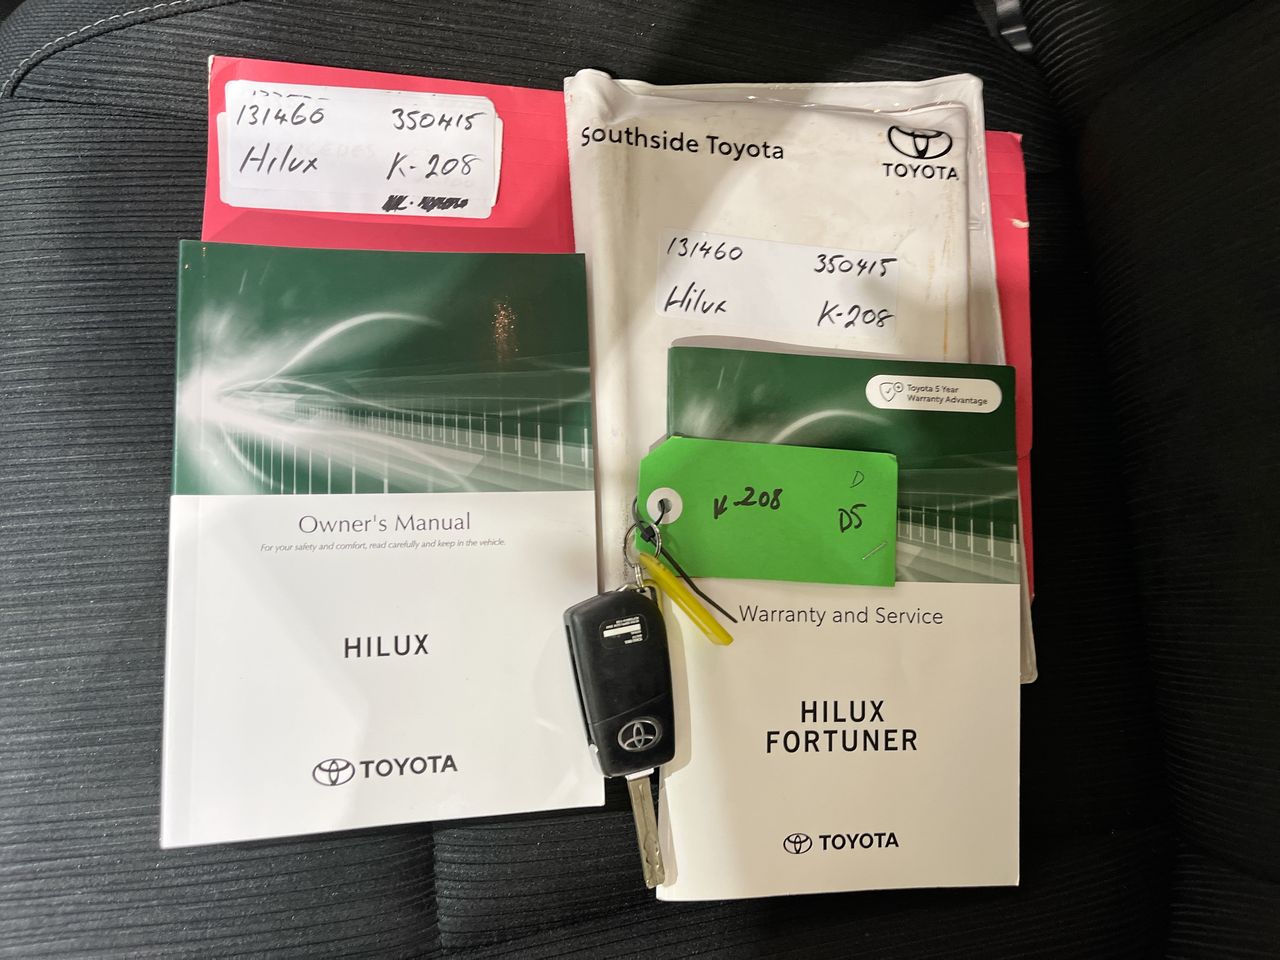 131460 350415
Hilux K-208
Southside Toyota
TOYOTA
131460 350415
Hilux K-208
Toyota 5 Year
Warranty Advantage
K 208 D
D5
Owner's Manual
For your safety and comfort, read carefully and keep in the vehicle.
HILUX
TOYOTA
Warranty and Service
HILUX
FORTUNER
TOYOTA